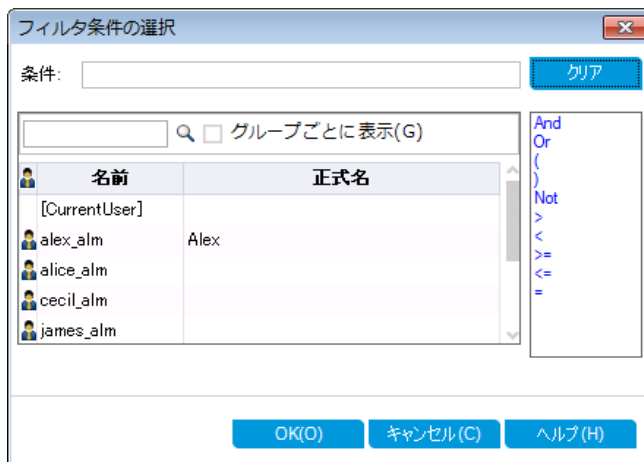 フィルタ条件の選択
条件:
クリア
グループごとに表示(G)
名前 正式名
[CurrentUser]
alex_alm Alex
alice_alm
cecil_alm
james_alm
And
Or
(
)
Not
>
<
>=
<=
=
OK(O) キャンセル(C) ヘルプ(H)